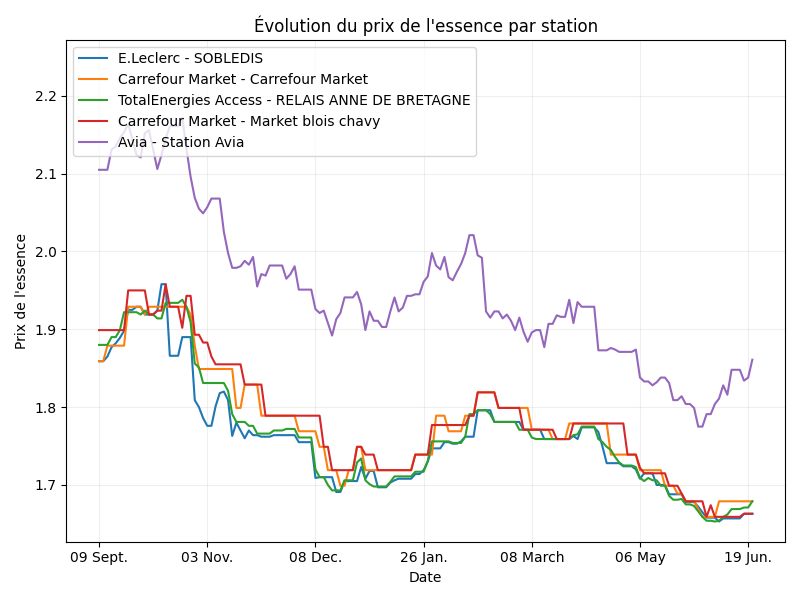 Évolution du prix de l'essence par station
E.Leclerc - SOBLEDIS
Carrefour Market - Carrefour Market
TotalEnergies Access - RELAIS ANNE DE BRETAGNE
Carrefour Market - Market blois chavy
Avia - Station Avia
Prix de l'essence
2.2
2.1
2.0
1.9
1.8
1.7
09 Sept.
03 Nov.
08 Dec.
26 Jan.
08 March
06 May
19 Jun.
Date